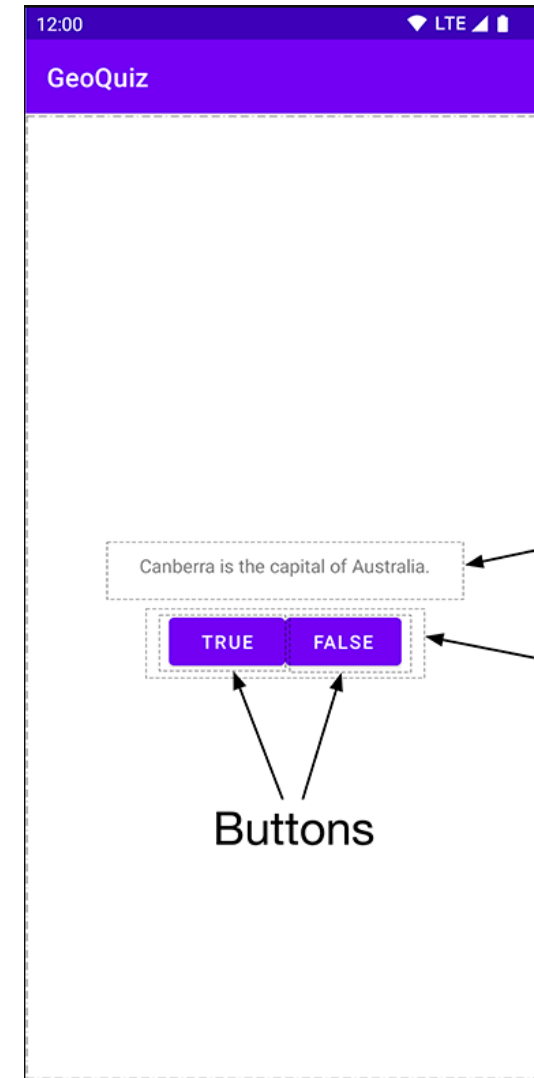 12:00 LTE
GeoQuiz
Canberra is the capital of Australia.
TRUE FALSE
Buttons